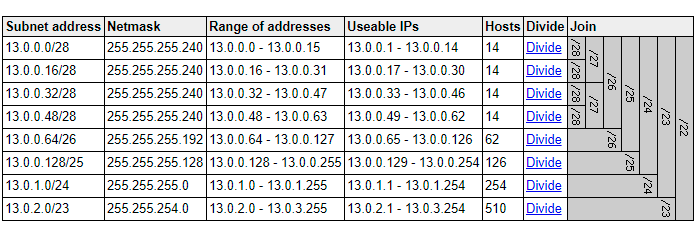 Subnet address Netmask Range of addresses Useable IPs Hosts Divide Join
13.0.0.0/28 255.255.255.240 13.0.0.0 - 13.0.0.15 13.0.0.1 - 13.0.0.14 14 Divide /28 /27 /26 /25 /24 /23 /22
13.0.0.16/28 255.255.255.240 13.0.0.16 - 13.0.0.31 13.0.0.17 - 13.0.0.30 14 Divide /28
13.0.0.32/28 255.255.255.240 13.0.0.32 - 13.0.0.47 13.0.0.33 - 13.0.0.46 14 Divide /28 /27
13.0.0.48/28 255.255.255.240 13.0.0.48 - 13.0.0.63 13.0.0.49 - 13.0.0.62 14 Divide /28
13.0.0.64/26 255.255.255.192 13.0.0.64 - 13.0.0.127 13.0.0.65 - 13.0.0.126 62 Divide /26
13.0.0.128/25 255.255.255.128 13.0.0.128 - 13.0.0.255 13.0.0.129 - 13.0.0.254 126 Divide /25
13.0.1.0/24 255.255.255.0 13.0.1.0 - 13.0.1.255 13.0.1.1 - 13.0.1.254 254 Divide /24
13.0.2.0/23 255.255.254.0 13.0.2.0 - 13.0.3.255 13.0.2.1 - 13.0.3.254 510 Divide /23